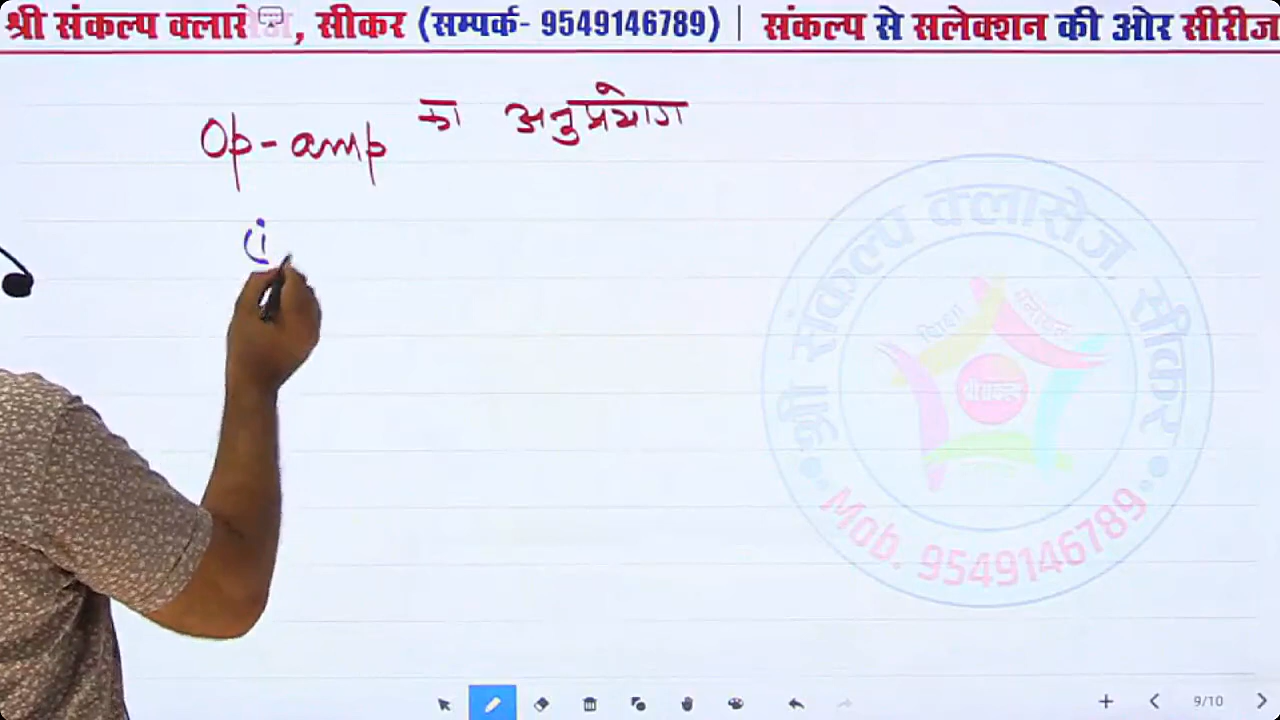 श्री संकल्प क्लासेज, सीकर (सम्पर्क- 9549146789) | संकल्प से सलेक्शन की ओर सीरीज
Op-amp का अनुप्रयोग
(i
श्री संकल्प क्लासेज सीकर
शिक्षा
श्री संकल्प
Mob. 9549146789
9/10